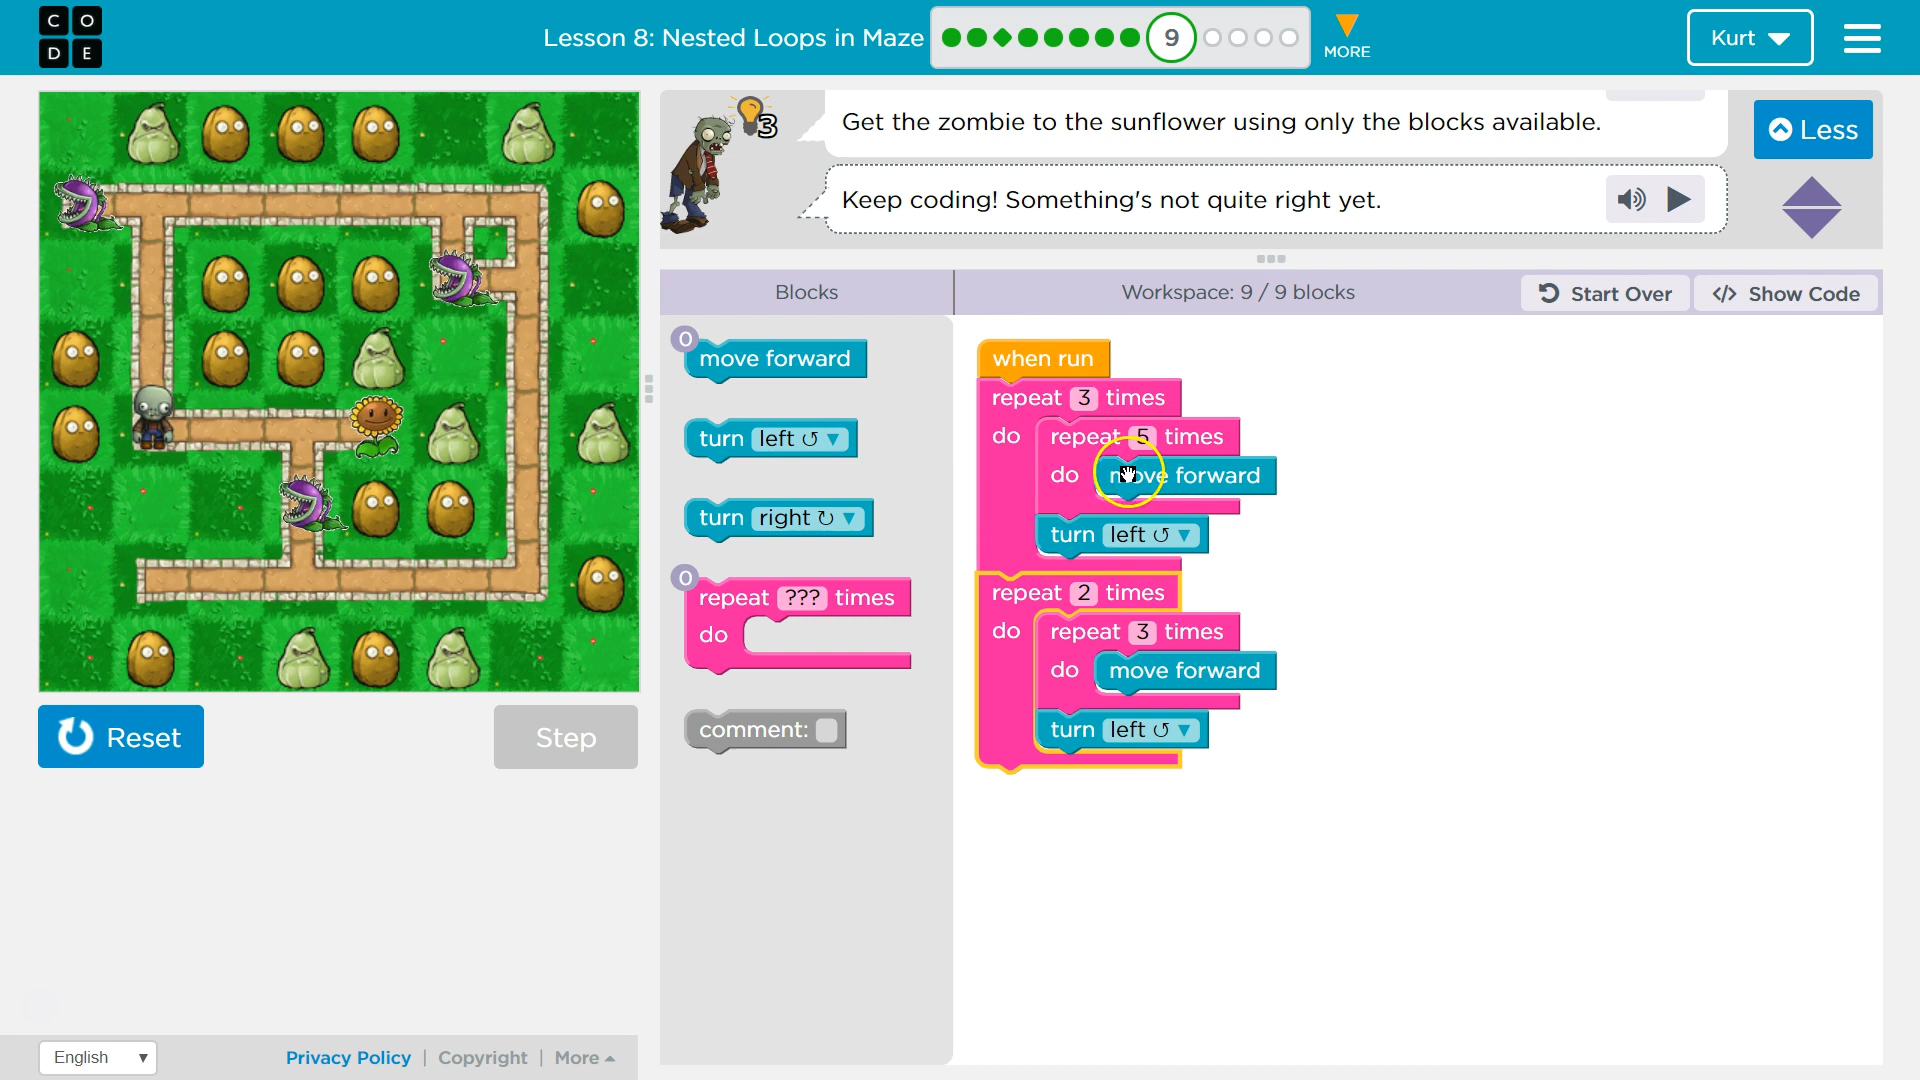 C O
D E
Lesson 8: Nested Loops in Maze
9
MORE
Kurt
3
Get the zombie to the sunflower using only the blocks available.
Less
Keep coding! Something's not quite right yet.
Blocks
Workspace: 9 / 9 blocks
Start Over
</> Show Code
0
move forward
turn left ↺ ▼
turn right ↻ ▼
0
repeat ??? times
do
comment:
when run
repeat 3 times
do repeat 5 times
do move forward
turn left ↺ ▼
repeat 2 times
do repeat 3 times
do move forward
turn left ↺ ▼
Reset
Step
English ▼
Privacy Policy | Copyright | More